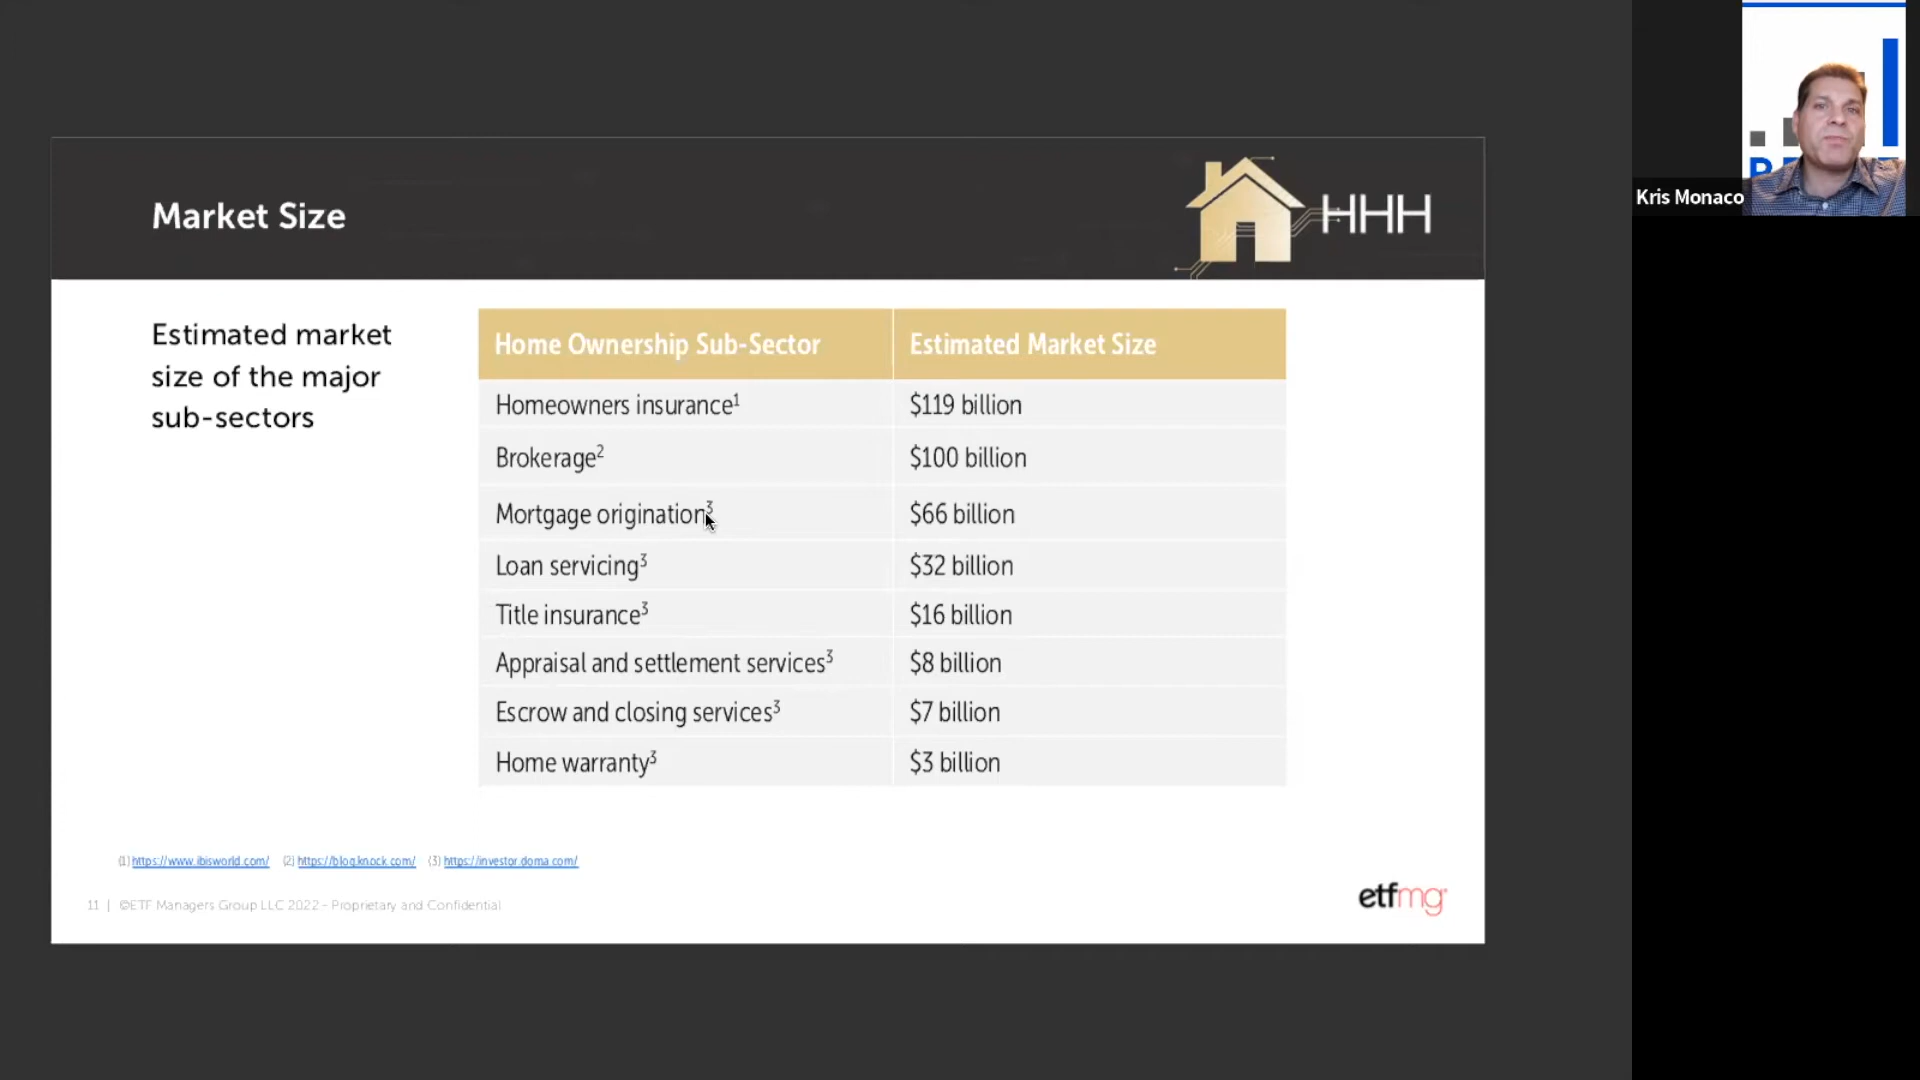 Market Size
HHH
Estimated market
size of the major
sub-sectors
Home Ownership Sub-Sector Estimated Market Size
Homeowners insurance¹ $119 billion
Brokerage² $100 billion
Mortgage origination³ $66 billion
Loan servicing³ $32 billion
Title insurance³ $16 billion
Appraisal and settlement services³ $8 billion
Escrow and closing services³ $7 billion
Home warranty³ $3 billion
(1) https://www.ibisworld.com/ (2) https://blog.knock.com/ (3) https://investor.doma.com/
11 | ©ETF Managers Group LLC 2022 - Proprietary and Confidential
etfmg
Kris Monaco